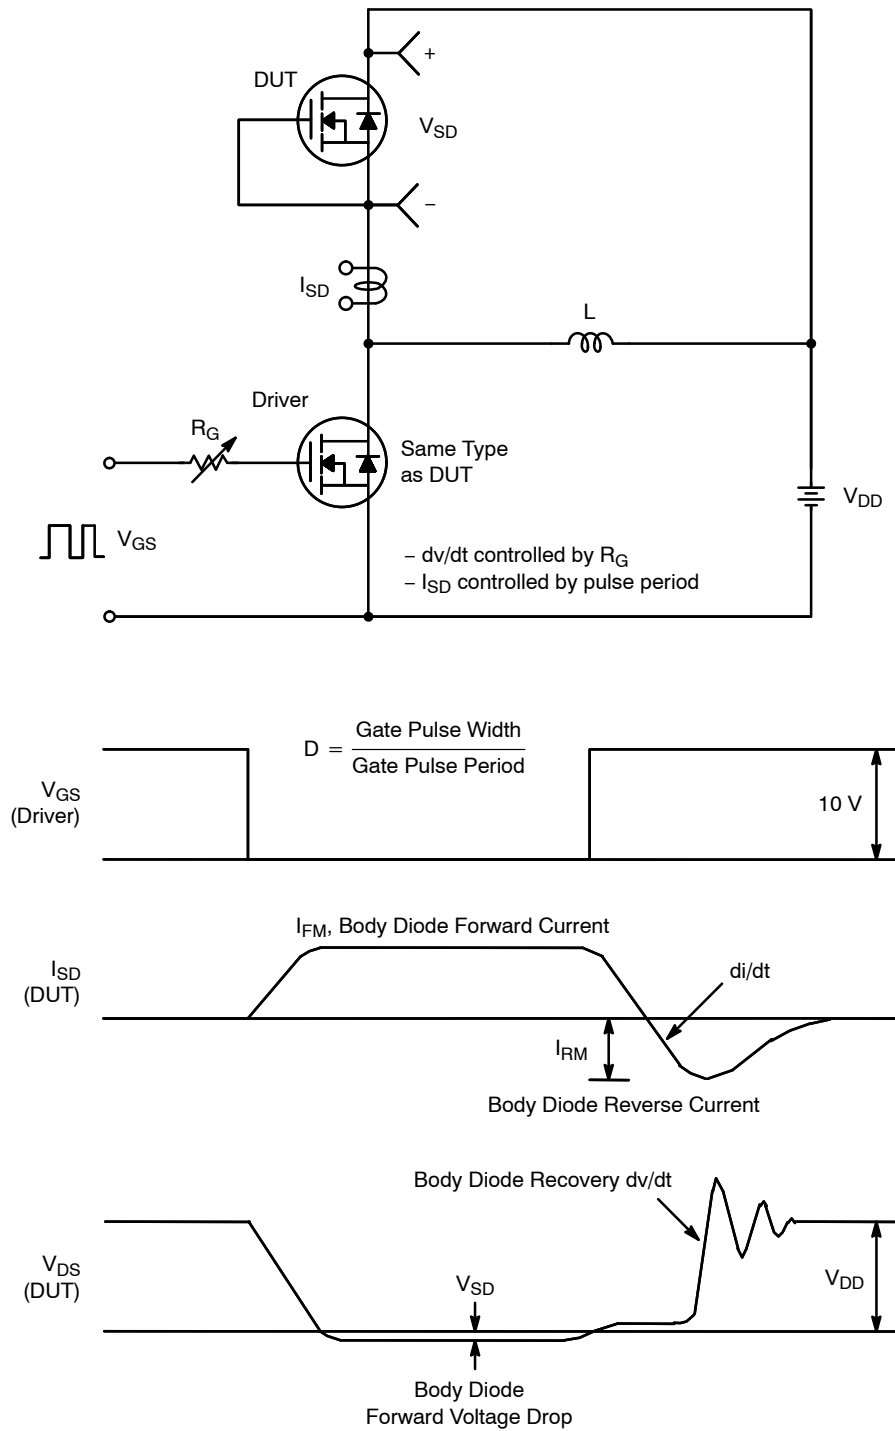 +
DUT
V_SD
−
I_SD
L
Driver
R_G
Same Type
as DUT
V_DD
V_GS
− dv/dt controlled by R_G
− I_SD controlled by pulse period
D = Gate Pulse Width
Gate Pulse Period
V_GS
(Driver)
10 V
I_FM, Body Diode Forward Current
I_SD
(DUT)
di/dt
I_RM
Body Diode Reverse Current
Body Diode Recovery dv/dt
V_DS
(DUT)
V_SD
V_DD
Body Diode
Forward Voltage Drop